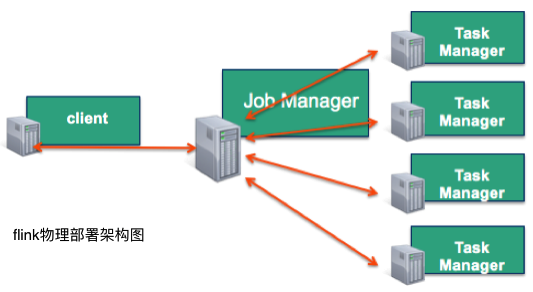 Task
Manager
Job Manager
client
Task
Manager
Task
Manager
flink物理部署架构图
Task
Manager